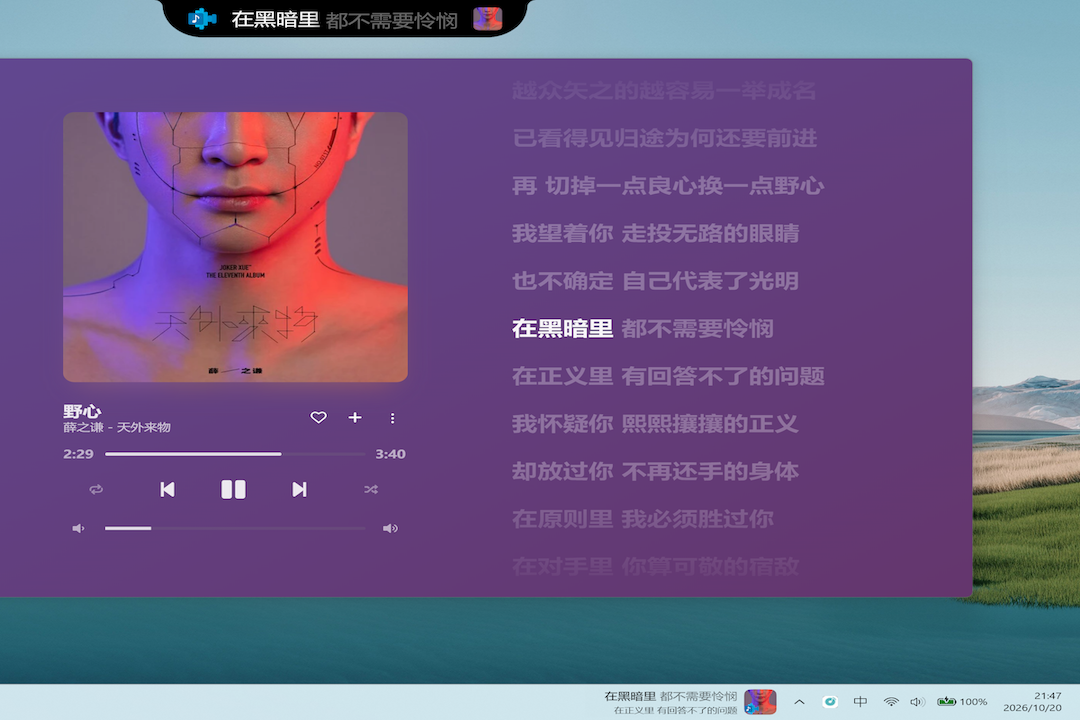 在黑暗里 都不需要怜悯
越众矢之的越容易一举成名
已看得见归途为何还要前进
再 切掉一点良心换一点野心
我望着你 走投无路的眼睛
也不确定 自己代表了光明
在黑暗里 都不需要怜悯
在正义里 有回答不了的问题
我怀疑你 熙熙攘攘的正义
却放过你 不再还手的身体
在原则里 我必须胜过你
在对手里 你算可敬的宿敌
JOKER XUE
THE ELEVENTH ALBUM
天外来物
薛 之谦
野心
薛之谦 - 天外来物
2:29
3:40
在黑暗里 都不需要怜悯
在正义里 有回答不了的问题
中
100%
21:47
2026/10/20